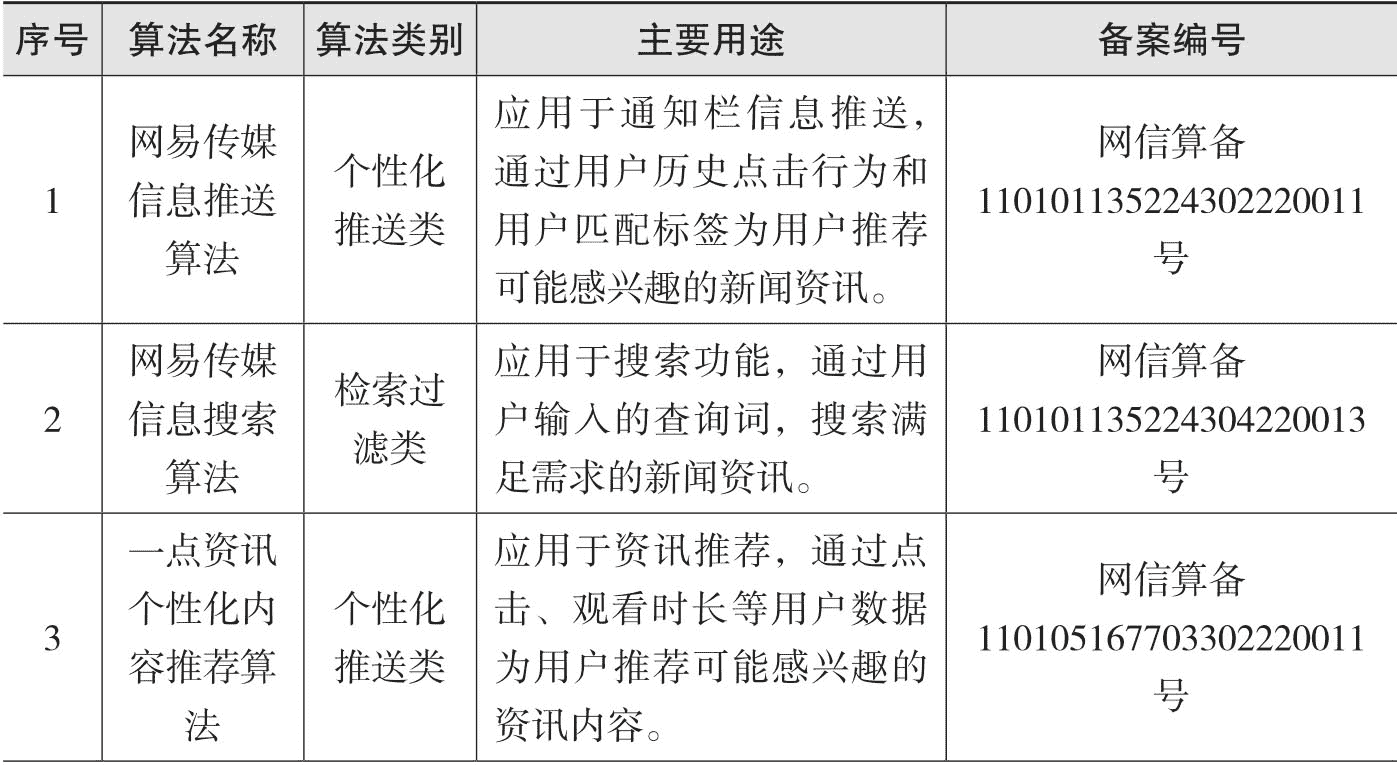 序号 算法名称 算法类别 主要用途 备案编号
1
网易传媒
信息推送
算法
个性化
推送类
应用于通知栏信息推送，
通过用户历史点击行为和
用户匹配标签为用户推荐
可能感兴趣的新闻资讯。
网信算备
110101135224302220011
号
2
网易传媒
信息搜索
算法
检索过
滤类
应用于搜索功能，通过用
户输入的查询词，搜索满
足需求的新闻资讯。
网信算备
110101135224304220013
号
3
一点资讯
个性化内
容推荐算
法
个性化
推送类
应用于资讯推荐，通过点
击、观看时长等用户数据
为用户推荐可能感兴趣的
资讯内容。
网信算备
110105167703302220011
号